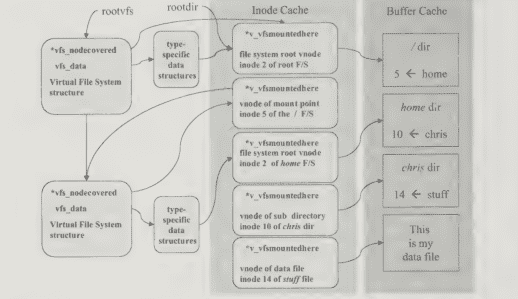 rootvfs
rootdir
Inode Cache
Buffer Cache
*vfs_nodecovered
vfs_data
Virtual File System
structure
type-
specific
data
structures
*v_vfsmountedhere
file system root vnode
inode 2 of root F/S
/ dir
5 ← home
*v_vfsmountedhere
vnode of mount point
inode 5 of the / F/S
home dir
10 ← chris
*v_vfsmountedhere
file system root vnode
inode 2 of home F/S
chris dir
14 ← stuff
*vfs_nodecovered
vfs_data
Virtual File System
structure
type-
specific
data
structures
*v_vfsmountedhere
vnode of sub directory
inode 10 of chris dir
*v_vfsmountedhere
vnode of data file
inode 14 of stuff file
This
is my
data file